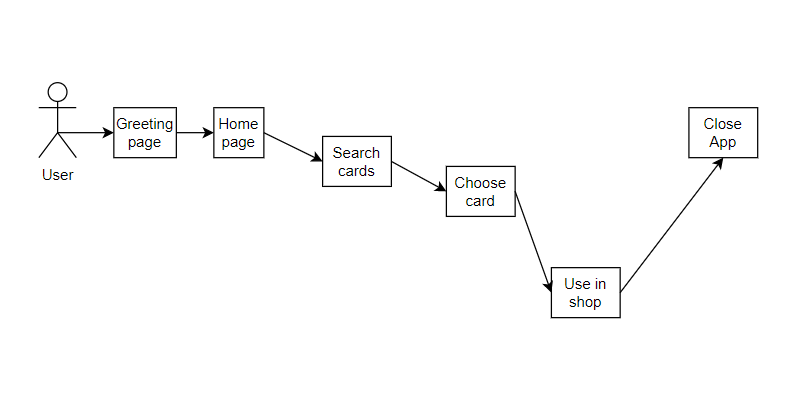 User
Greeting
page
Home
page
Search
cards
Choose
card
Use in
shop
Close
App